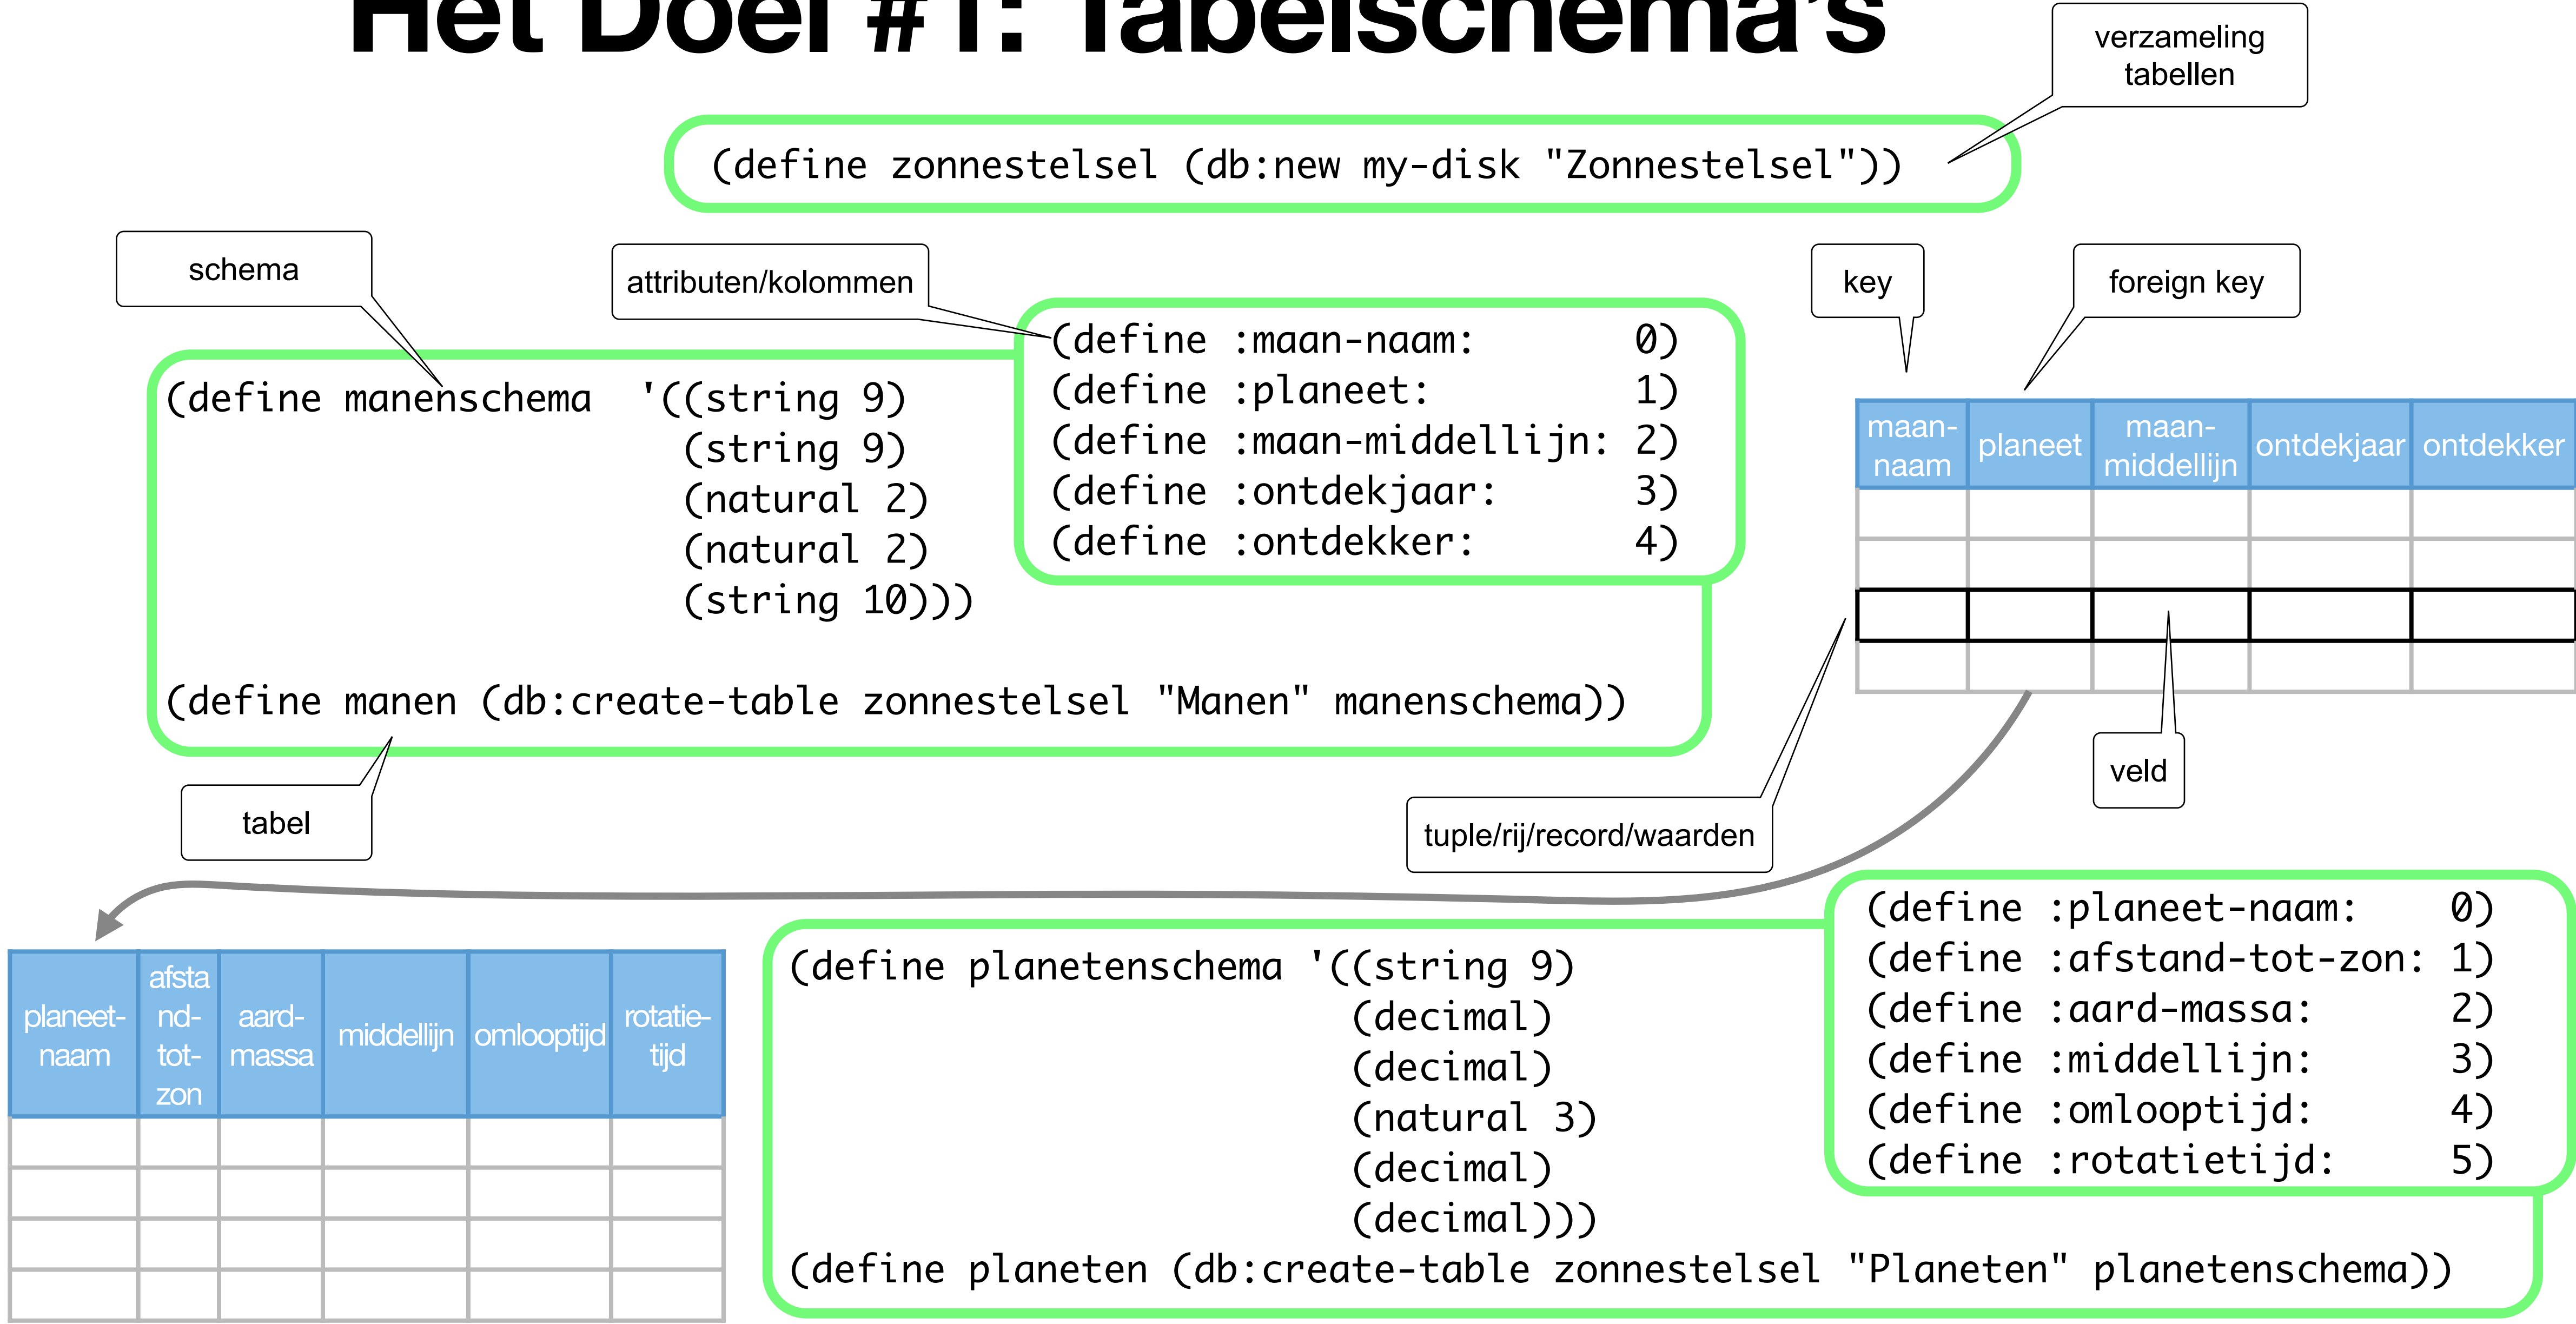 Het Doel #1: Tabelschema's
verzameling
tabellen
(define zonnestelsel (db:new my-disk "Zonnestelsel"))
schema
attributen/kolommen
key
foreign key
(define manenschema '((string 9)
(string 9)
(natural 2)
(natural 2)
(string 10)))
(define :maan-naam: 0)
(define :planeet: 1)
(define :maan-middellijn: 2)
(define :ontdekjaar: 3)
(define :ontdekker: 4)
maan-
naam
planeet
maan-
middellijn
ontdekjaar
ontdekker
(define manen (db:create-table zonnestelsel "Manen" manenschema))
tabel
tuple/rij/record/waarden
veld
planeet-
naam
afsta
nd-
tot-
zon
aard-
massa
middellijn
omlooptijd
rotatie-
tijd
(define planetenschema '((string 9)
(decimal)
(decimal)
(natural 3)
(decimal)
(decimal)))
(define :planeet-naam: 0)
(define :afstand-tot-zon: 1)
(define :aard-massa: 2)
(define :middellijn: 3)
(define :omlooptijd: 4)
(define :rotatietijd: 5)
(define planeten (db:create-table zonnestelsel "Planeten" planetenschema))